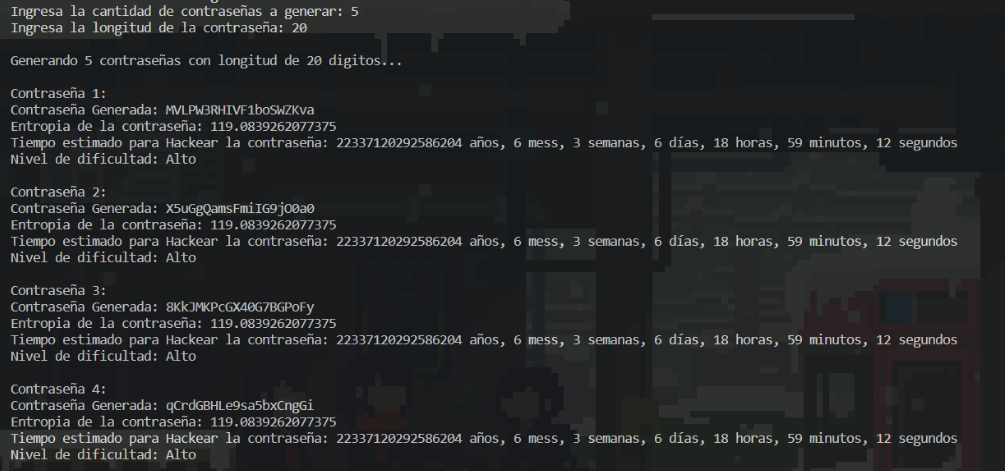 Ingresa la cantidad de contraseñas a generar: 5
Ingresa la longitud de la contraseña: 20
Generando 5 contraseñas con longitud de 20 digitos...
Contraseña 1:
Contraseña Generada: MVLPW3RHIVF1boSWZKva
Entropia de la contraseña: 119.0839262077375
Tiempo estimado para Hackear la contraseña: 22337120292586204 años, 6 mess, 3 semanas, 6 días, 18 horas, 59 minutos, 12 segundos
Nivel de dificultad: Alto
Contraseña 2:
Contraseña Generada: X5uGgQamsFmiIG9jO0a0
Entropia de la contraseña: 119.0839262077375
Tiempo estimado para Hackear la contraseña: 22337120292586204 años, 6 mess, 3 semanas, 6 días, 18 horas, 59 minutos, 12 segundos
Nivel de dificultad: Alto
Contraseña 3:
Contraseña Generada: 8KkJMKPcGX40G7BGPoFy
Entropia de la contraseña: 119.0839262077375
Tiempo estimado para Hackear la contraseña: 22337120292586204 años, 6 mess, 3 semanas, 6 días, 18 horas, 59 minutos, 12 segundos
Nivel de dificultad: Alto
Contraseña 4:
Contraseña Generada: qCrdGBHLe9sa5bxCngGi
Entropia de la contraseña: 119.0839262077375
Tiempo estimado para Hackear la contraseña: 22337120292586204 años, 6 mess, 3 semanas, 6 días, 18 horas, 59 minutos, 12 segundos
Nivel de dificultad: Alto